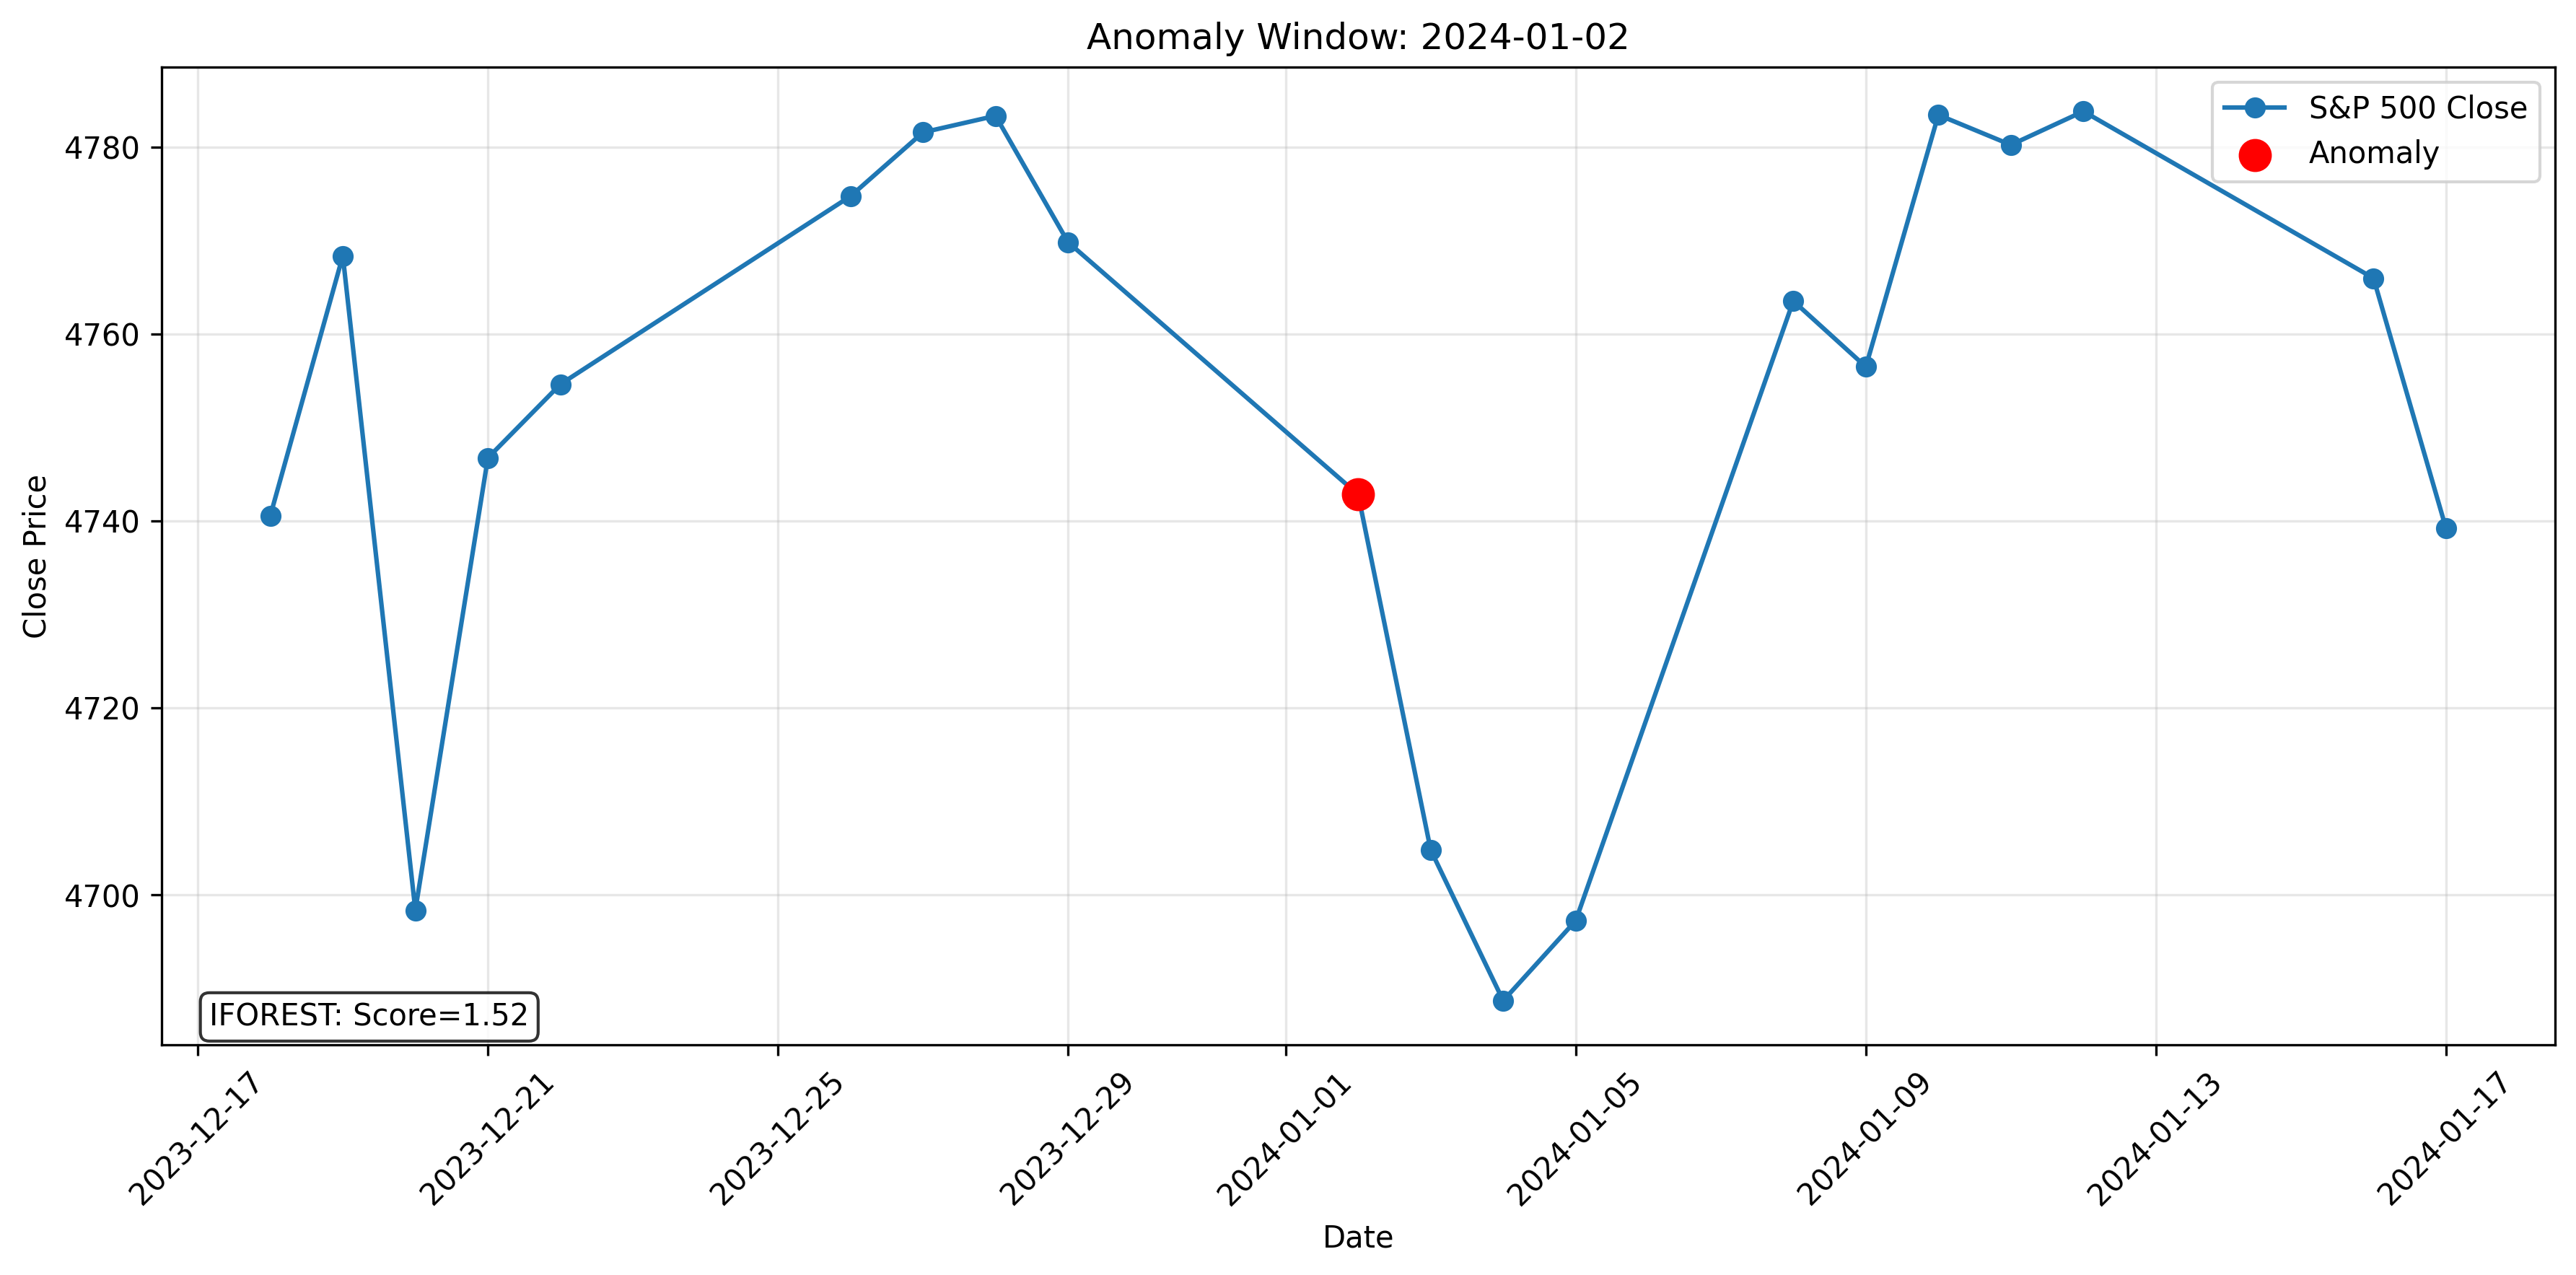 Anomaly Window: 2024-01-02
S&P 500 Close
Anomaly
Close Price
4780
4760
4740
4720
4700
IFOREST: Score=1.52
2023-12-17
2023-12-21
2023-12-25
2023-12-29
2024-01-01
2024-01-05
2024-01-09
2024-01-13
2024-01-17
Date